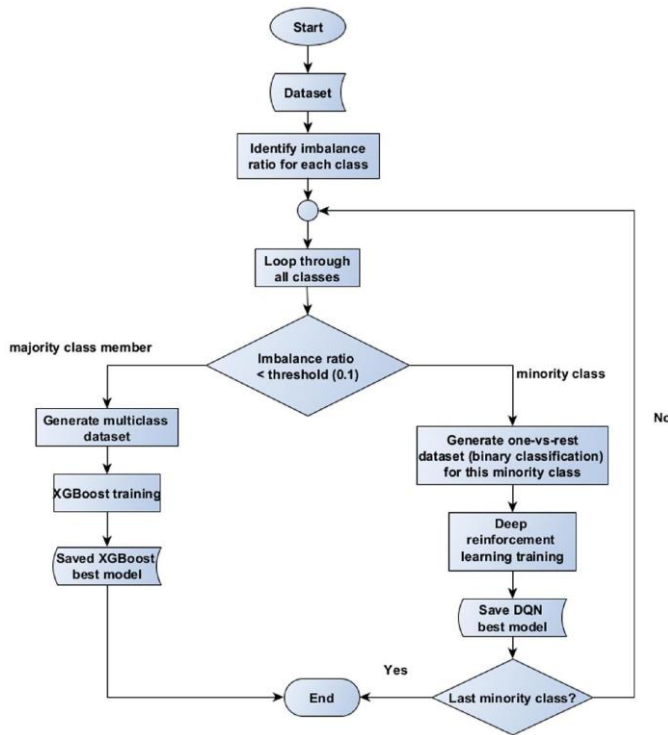 Start
Dataset
Identify imbalance
ratio for each class
Loop through
all classes
majority class member
Imbalance ratio
< threshold (0.1)
minority class
No
Generate multiclass
dataset
Generate one-vs-rest
dataset (binary classification)
for this minority class
XGBoost training
Deep
reinforcement
learning training
Saved XGBoost
best model
Save DQN
best model
Yes
End
Last minority class?